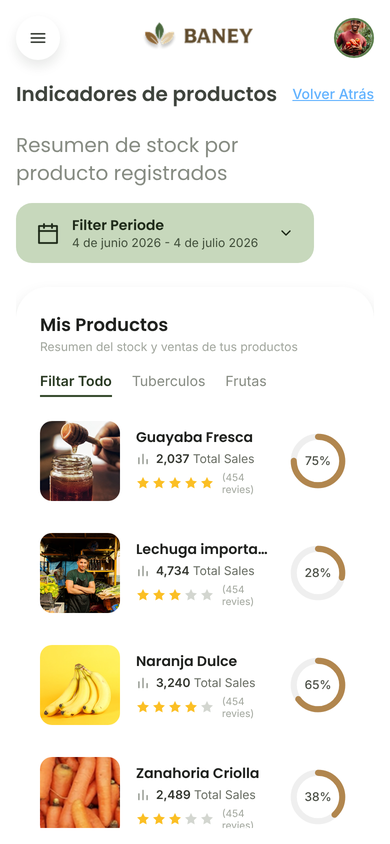 BANEY
Indicadores de productos
Volver Atrás
Resumen de stock por
producto registrados
Filter Periode
4 de junio 2026 - 4 de julio 2026
Mis Productos
Resumen del stock y ventas de tus productos
Filtar Todo Tuberculos Frutas
Guayaba Fresca
2,037 Total Sales
(454
revies)
75%
Lechuga importa...
4,734 Total Sales
(454
revies)
28%
Naranja Dulce
3,240 Total Sales
(454
revies)
65%
Zanahoria Criolla
2,489 Total Sales
(454
revies)
38%